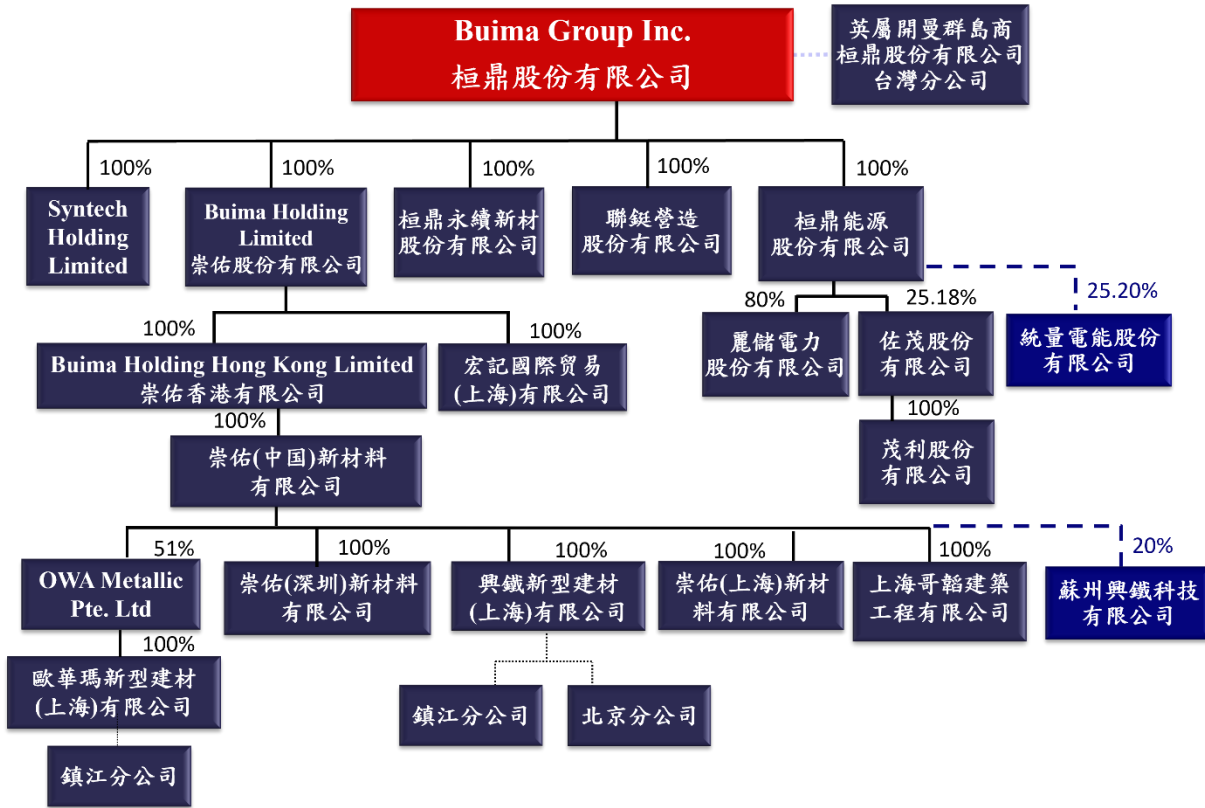 Buima Group Inc.
桓鼎股份有限公司
英屬開曼群島商
桓鼎股份有限公司
台灣分公司
100%
100%
100%
100%
100%
Syntech
Holding
Limited
Buima Holding
Limited
崇佑股份有限公司
桓鼎永續新材
股份有限公司
聯鋌營造
股份有限公司
桓鼎能源
股份有限公司
100%
100%
80%
25.18%
25.20%
Buima Holding Hong Kong Limited
崇佑香港有限公司
宏記國際貿易
(上海)有限公司
麗儲電力
股份有限公司
佐茂股份
有限公司
統量電能股份
有限公司
100%
100%
崇佑(中国)新材料
有限公司
茂利股份
有限公司
51%
100%
100%
100%
100%
20%
OWA Metallic
Pte. Ltd
崇佑(深圳)新材料
有限公司
興鐵新型建材
(上海)有限公司
崇佑(上海)新材
料有限公司
上海哥韜建築
工程有限公司
蘇州興鐵科技
有限公司
100%
歐華瑪新型建材
(上海)有限公司
鎮江分公司
北京分公司
鎮江分公司